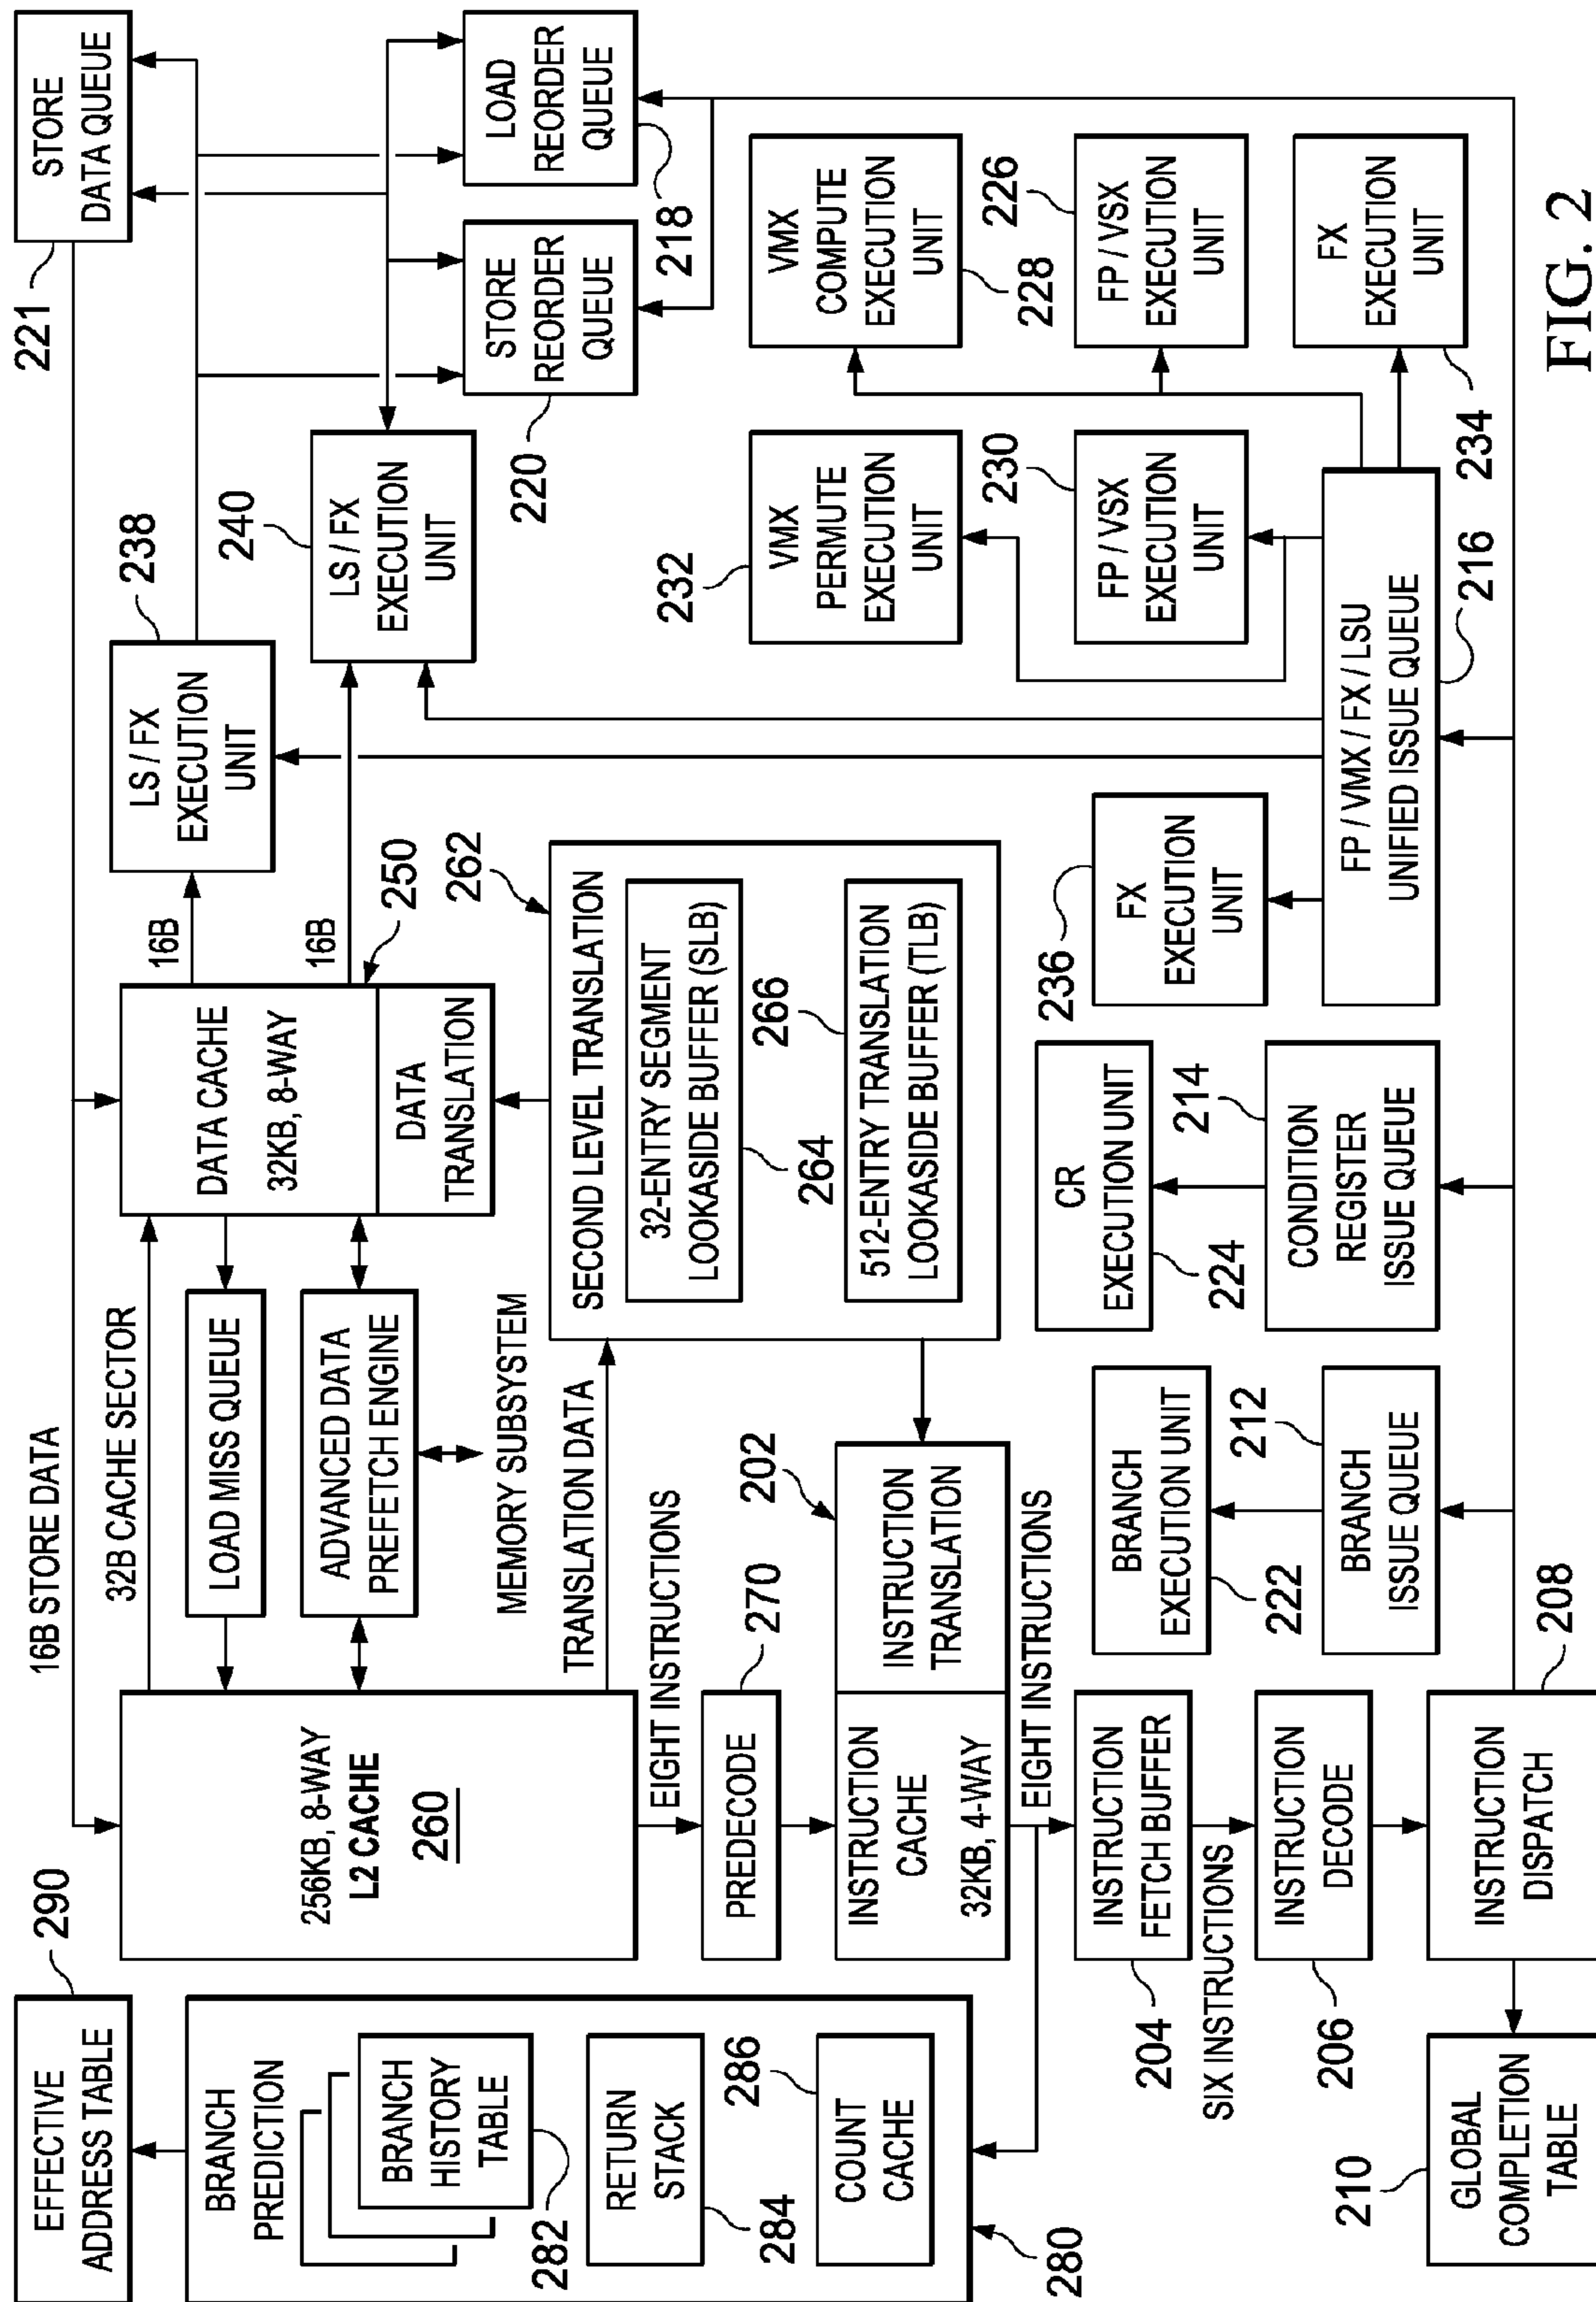 EFFECTIVE
ADDRESS TABLE
290
BRANCH
PREDICTION
BRANCH
HISTORY
TABLE
282
RETURN
STACK
284
COUNT
CACHE
286
280
16B STORE DATA
256KB, 8-WAY
L2 CACHE
260
32B CACHE SECTOR
LOAD MISS QUEUE
ADVANCED DATA
PREFETCH ENGINE
MEMORY SUBSYSTEM
TRANSLATION DATA
EIGHT INSTRUCTIONS
PREDECODE
270
INSTRUCTION
CACHE
32KB, 4-WAY
INSTRUCTION
TRANSLATION
202
EIGHT INSTRUCTIONS
INSTRUCTION
FETCH BUFFER
204
SIX INSTRUCTIONS
INSTRUCTION
DECODE
206
INSTRUCTION
DISPATCH
208
GLOBAL
COMPLETION
TABLE
210
DATA CACHE
32KB, 8-WAY
DATA
TRANSLATION
250
16B
16B
SECOND LEVEL TRANSLATION
262
32-ENTRY SEGMENT
LOOKASIDE BUFFER (SLB)
264
512-ENTRY TRANSLATION
LOOKASIDE BUFFER (TLB)
266
BRANCH
EXECUTION UNIT
222
BRANCH
ISSUE QUEUE
212
CR
EXECUTION UNIT
224
CONDITION
REGISTER
ISSUE QUEUE
214
STORE
DATA QUEUE
221
LS / FX
EXECUTION
UNIT
238
LS / FX
EXECUTION
UNIT
240
STORE
REORDER
QUEUE
220
LOAD
REORDER
QUEUE
218
VMX
PERMUTE
EXECUTION
UNIT
232
VMX
COMPUTE
EXECUTION
UNIT
228
FP / VSX
EXECUTION
UNIT
230
FP / VSX
EXECUTION
UNIT
226
FX
EXECUTION
UNIT
236
FX
EXECUTION
UNIT
234
FP / VMX / FX / LSU
UNIFIED ISSUE QUEUE
216
FIG. 2